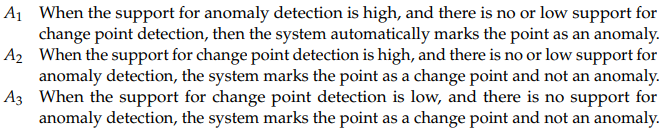 A1 When the support for anomaly detection is high, and there is no or low support for
change point detection, then the system automatically marks the point as an anomaly.
A2 When the support for change point detection is high, and there is no or low support for
anomaly detection, the system marks the point as a change point and not an anomaly.
A3 When the support for change point detection is low, and there is no support for
anomaly detection, the system marks the point as a change point and not an anomaly.